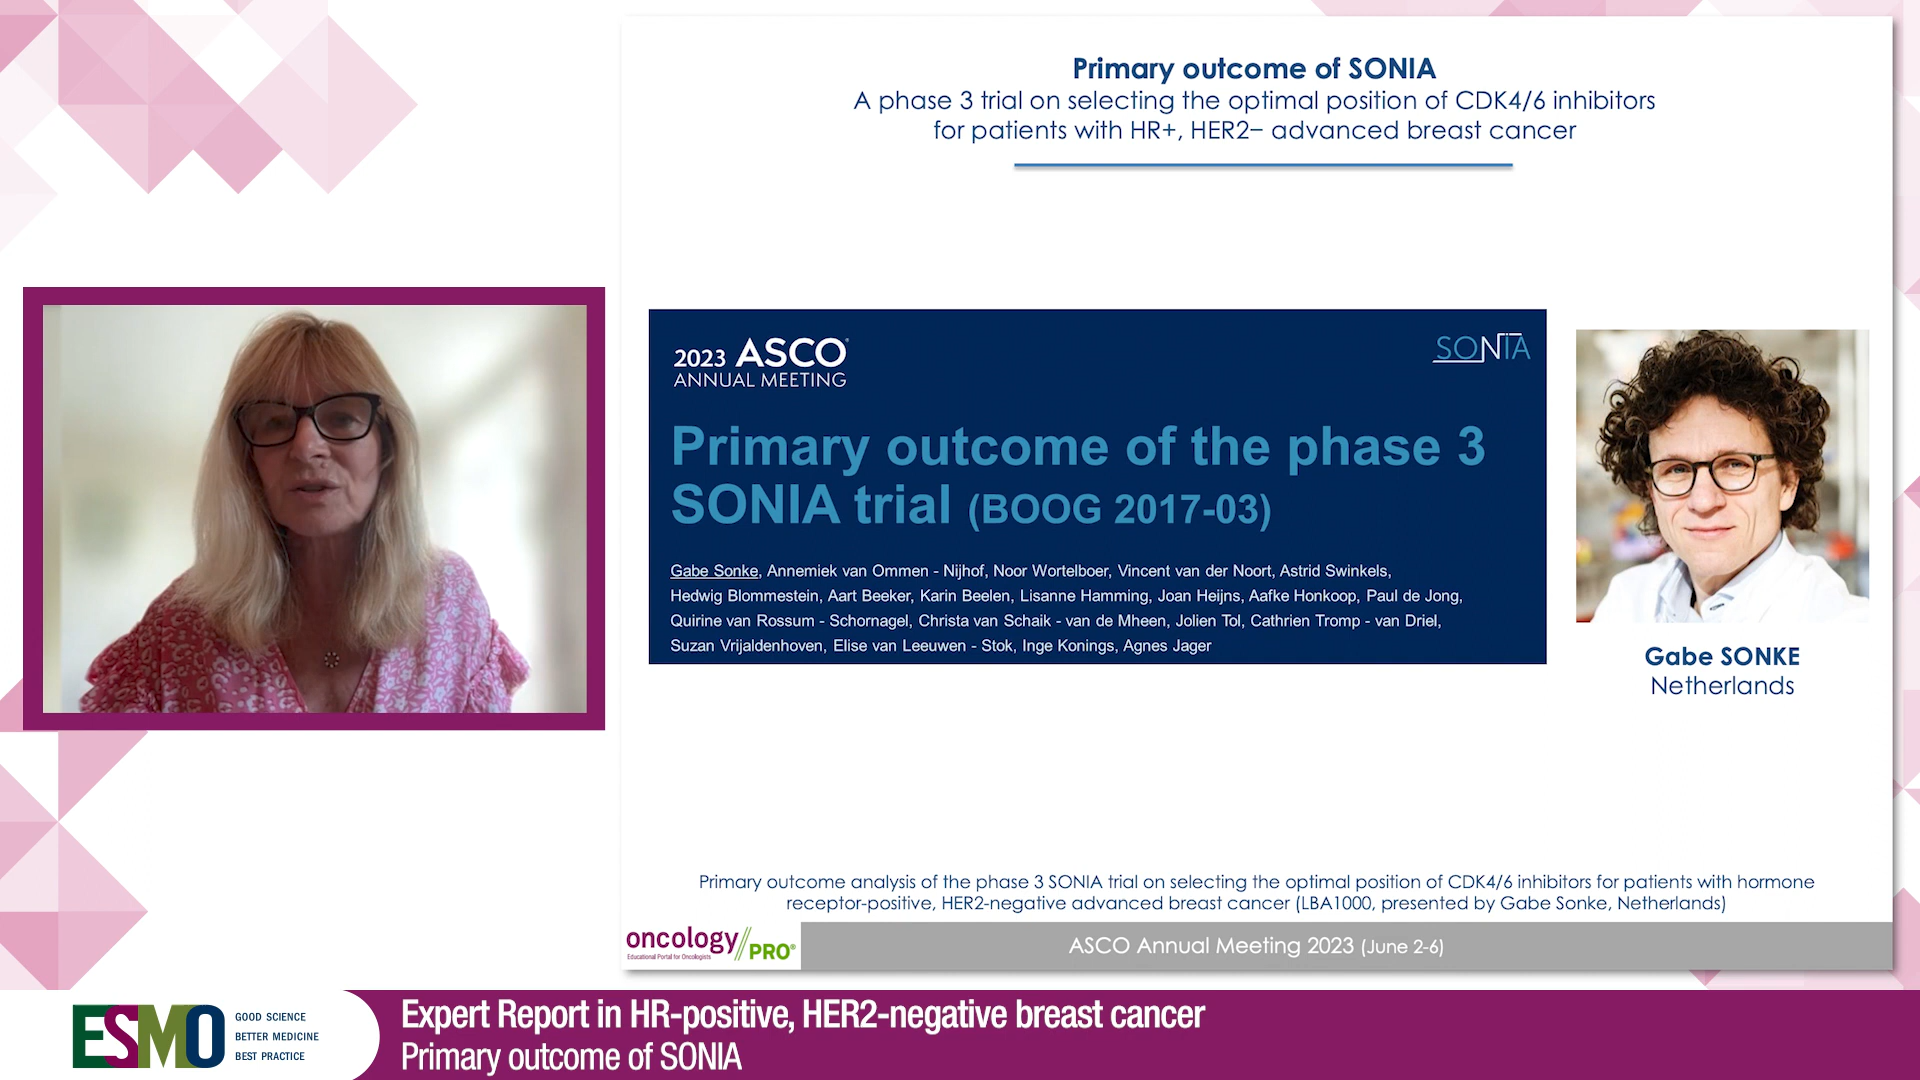 Primary outcome of SONIA
A phase 3 trial on selecting the optimal position of CDK4/6 inhibitors
for patients with HR+, HER2− advanced breast cancer
2023 ASCO®
ANNUAL MEETING
SONIA
Primary outcome of the phase 3
SONIA trial (BOOG 2017-03)
Gabe Sonke, Annemiek van Ommen - Nijhof, Noor Wortelboer, Vincent van der Noort, Astrid Swinkels,
Hedwig Blommestein, Aart Beeker, Karin Beelen, Lisanne Hamming, Joan Heijns, Aafke Honkoop, Paul de Jong,
Quirine van Rossum - Schornagel, Christa van Schaik - van de Mheen, Jolien Tol, Cathrien Tromp - van Driel,
Suzan Vrijaldenhoven, Elise van Leeuwen - Stok, Inge Konings, Agnes Jager
Gabe SONKE
Netherlands
Primary outcome analysis of the phase 3 SONIA trial on selecting the optimal position of CDK4/6 inhibitors for patients with hormone
receptor-positive, HER2-negative advanced breast cancer (LBA1000, presented by Gabe Sonke, Netherlands)
oncology//PRO®
Educational Portal for Oncologists
ASCO Annual Meeting 2023 (June 2-6)
ESMO
GOOD SCIENCE
BETTER MEDICINE
BEST PRACTICE
Expert Report in HR-positive, HER2-negative breast cancer
Primary outcome of SONIA